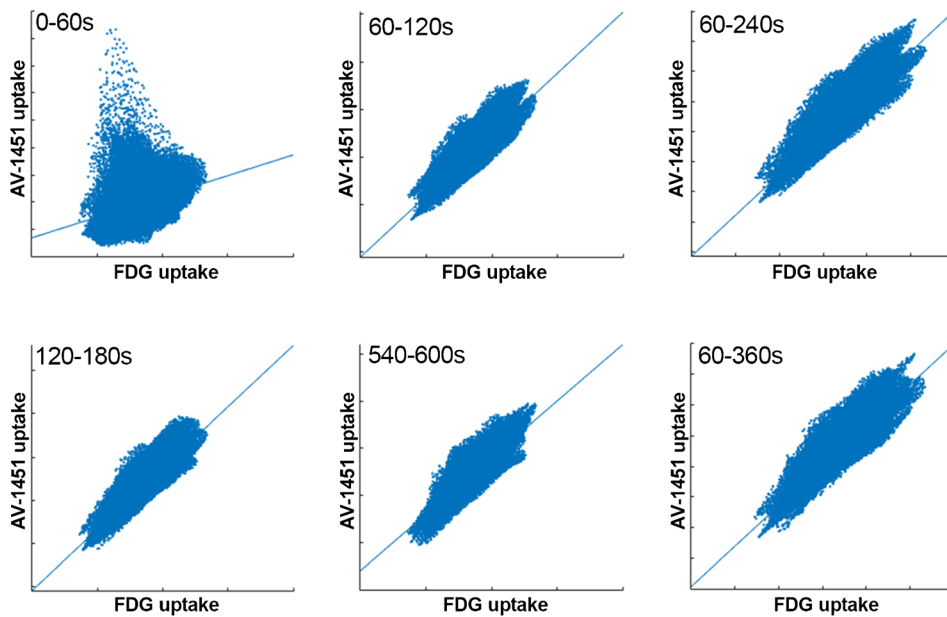 0-60s
AV-1451 uptake
FDG uptake
60-120s
AV-1451 uptake
FDG uptake
60-240s
AV-1451 uptake
FDG uptake
120-180s
AV-1451 uptake
FDG uptake
540-600s
AV-1451 uptake
FDG uptake
60-360s
AV-1451 uptake
FDG uptake